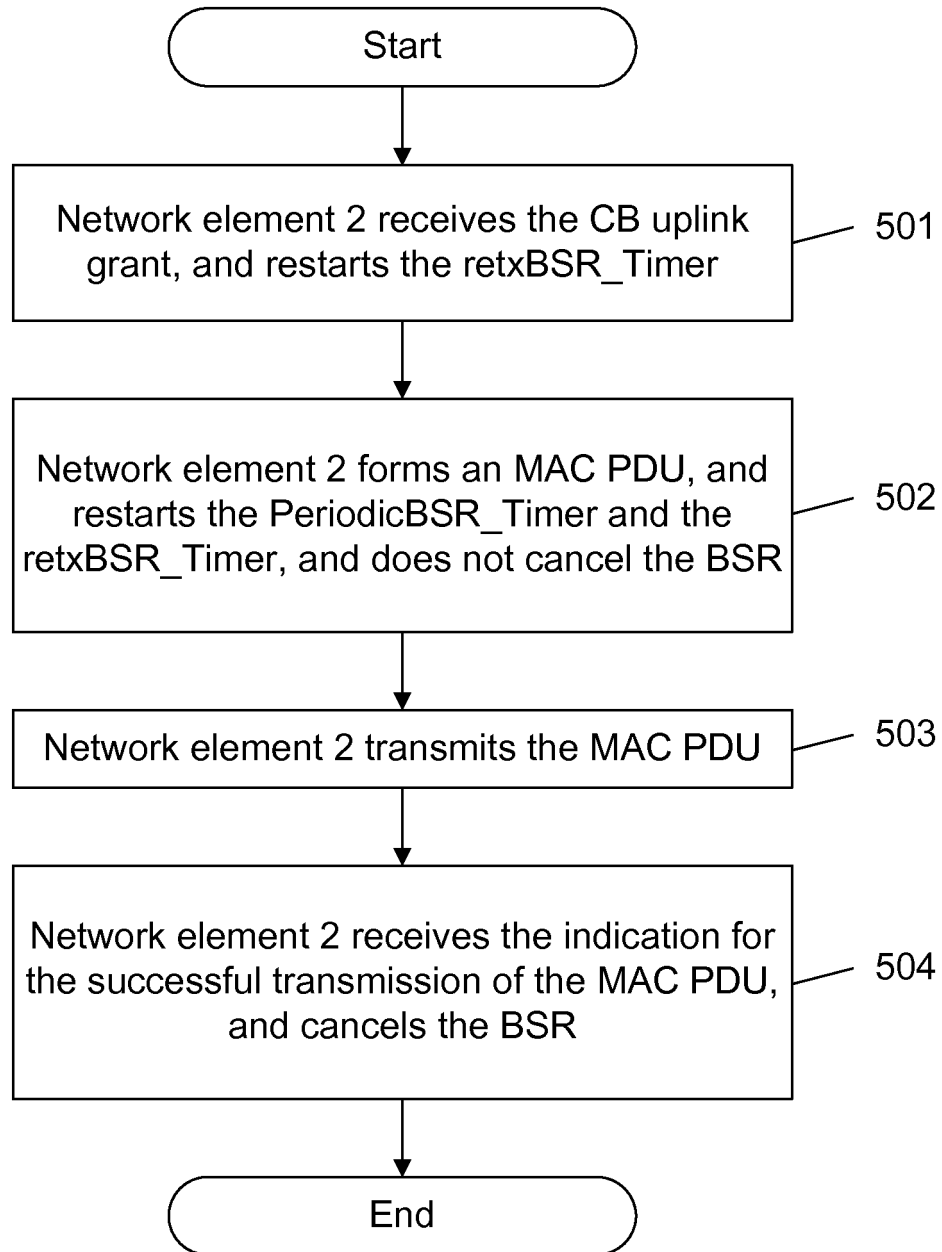 Start
Network element 2 receives the CB uplink
grant, and restarts the retxBSR_Timer
501
Network element 2 forms an MAC PDU, and
restarts the PeriodicBSR_Timer and the
retxBSR_Timer, and does not cancel the BSR
502
Network element 2 transmits the MAC PDU
503
Network element 2 receives the indication for
the successful transmission of the MAC PDU,
and cancels the BSR
504
End